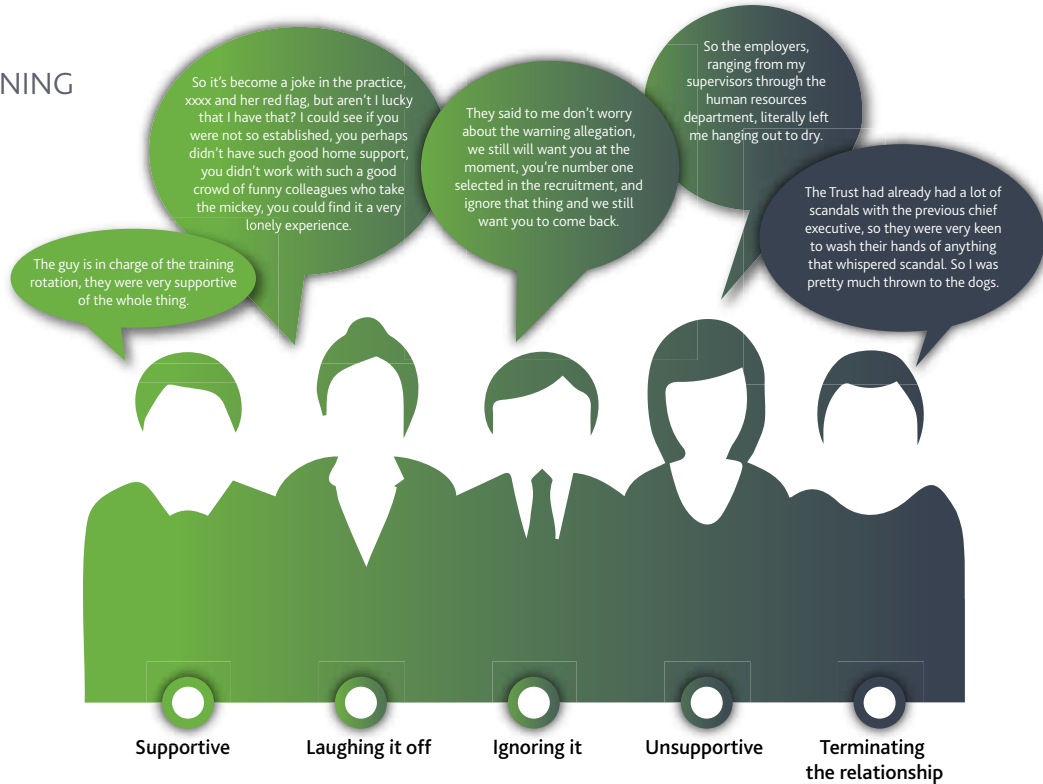 NING
So it's become a joke in the practice,
xxxx and her red flag, but aren't I lucky
that I have that? I could see if you
were not so established, you perhaps
didn't have such good home support,
you didn't work with such a good
crowd of funny colleagues who take
the mickey, you could find it a very
lonely experience.
The guy is in charge of the training
rotation, they were very supportive
of the whole thing.
They said to me don't worry
about the warning allegation,
we still will want you at the
moment, you're number one
selected in the recruitment, and
ignore that thing and we still
want you to come back.
So the employers,
ranging from my
supervisors through the
human resources
department, literally left
me hanging out to dry.
The Trust had already had a lot of
scandals with the previous chief
executive, so they were very keen
to wash their hands of anything
that whispered scandal. So I was
pretty much thrown to the dogs.
Supportive
Laughing it off
Ignoring it
Unsupportive
Terminating
the relationship